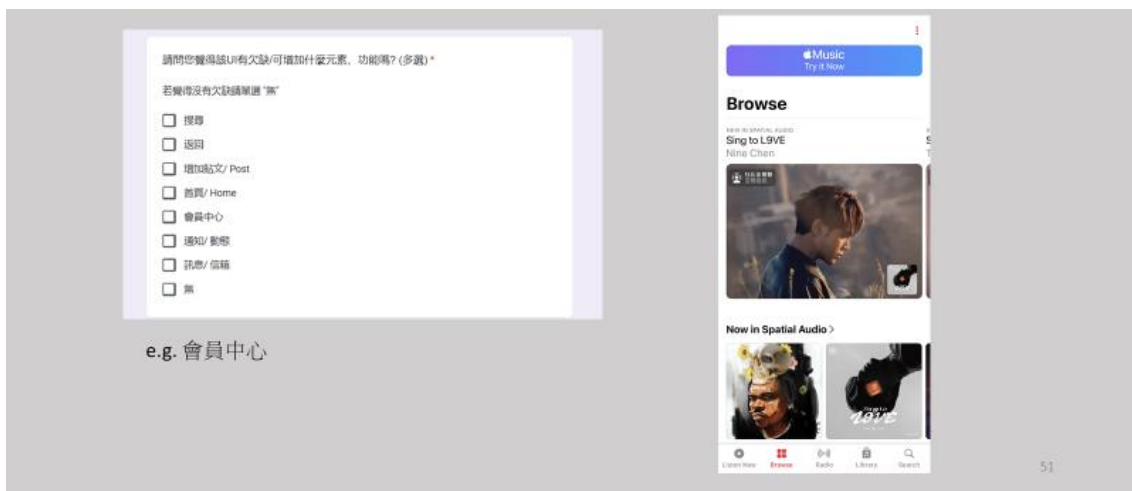 請問您覺得該UI有欠缺/可增加什麼元素、功能嗎? (多選) *
若覺得沒有欠缺請單選 "無"
搜尋
返回
增加貼文/ Post
首頁/ Home
會員中心
通知/ 動態
訊息/ 信箱
無
e.g. 會員中心
Music
Try It Now
Browse
NEW IN SPATIAL AUDIO
Sing to L9VE
Nine Chen
Now in Spatial Audio >
Listen Now Browse Radio Library Search
51